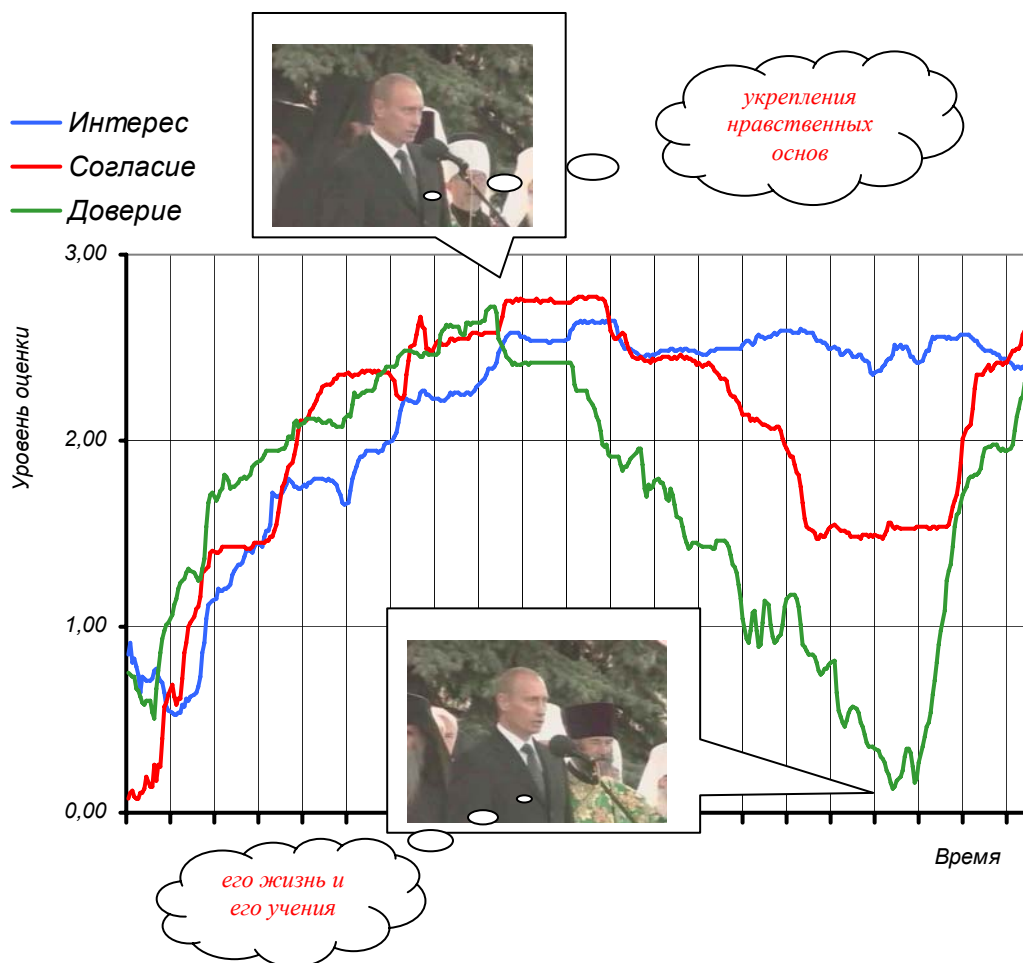 укрепления
нравственных
основ
Интерес
Согласие
Доверие
3,00
2,00
1,00
0,00
Уровень оценки
Время
его жизнь и
его учения